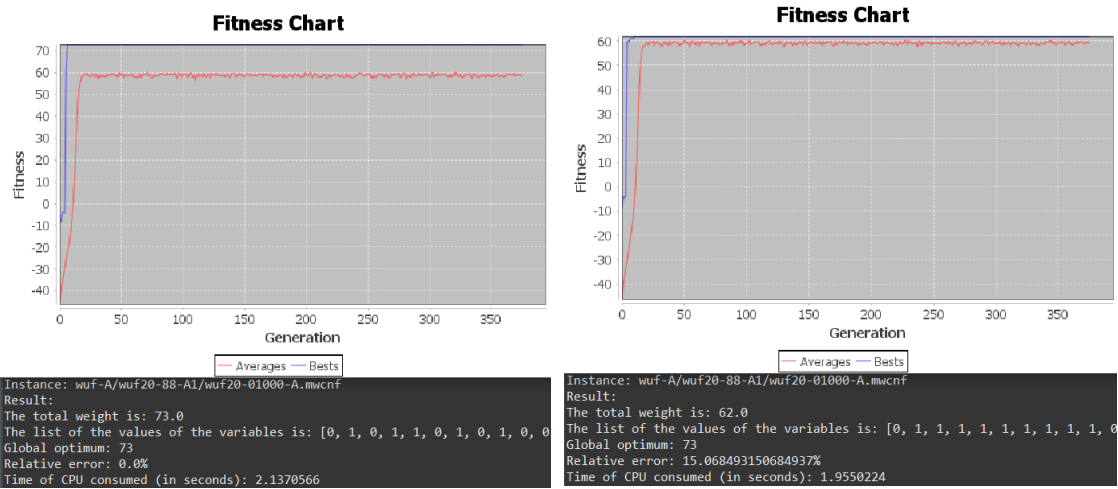 Fitness Chart
70
60
50
40
30
20
10
0
-10
-20
-30
-40
Fitness
0 50 100 150 200 250 300 350
Generation
Averages Bests
Instance: wuf-A/wuf20-88-A1/wuf20-01000-A.mwcnf
Result:
The total weight is: 73.0
The list of the values of the variables is: [0, 1, 0, 1, 1, 0, 1, 0, 1, 0, 0
Global optimum: 73
Relative error: 0.0%
Time of CPU consumed (in seconds): 2.1370566
Fitness Chart
60
50
40
30
20
10
0
-10
-20
-30
-40
Fitness
0 50 100 150 200 250 300 350
Generation
Averages Bests
Instance: wuf-A/wuf20-88-A1/wuf20-01000-A.mwcnf
Result:
The total weight is: 62.0
The list of the values of the variables is: [0, 1, 1, 1, 1, 1, 1, 1, 1, 1, 0
Global optimum: 73
Relative error: 15.068493150684937%
Time of CPU consumed (in seconds): 1.9550224